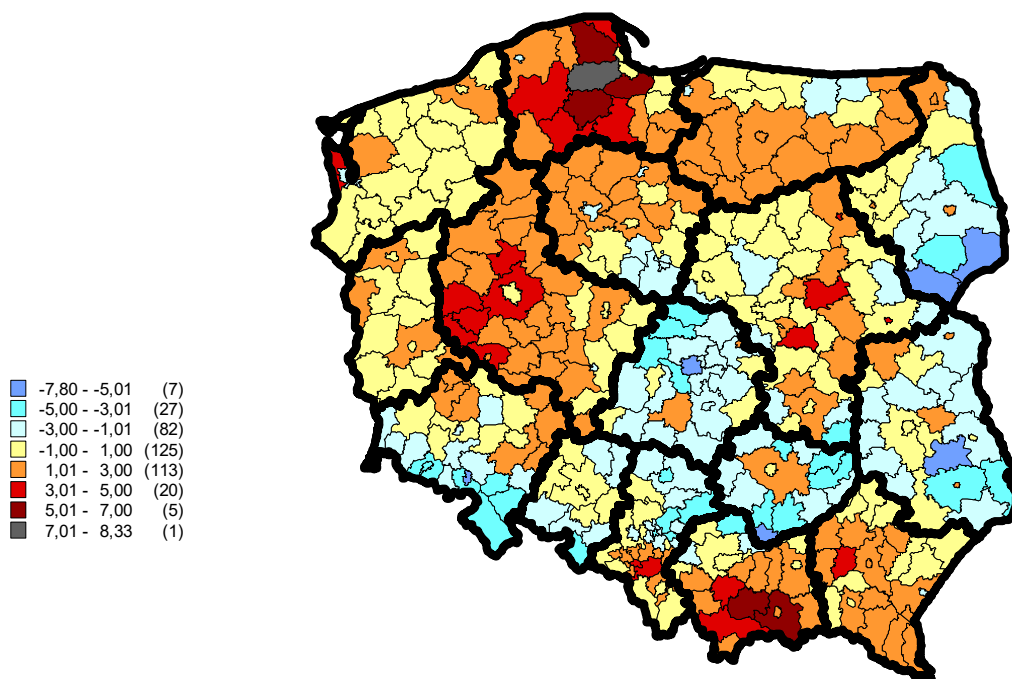 -7,80 - -5,01 (7)
-5,00 - -3,01 (27)
-3,00 - -1,01 (82)
-1,00 - 1,00 (125)
1,01 - 3,00 (113)
3,01 - 5,00 (20)
5,01 - 7,00 (5)
7,01 - 8,33 (1)